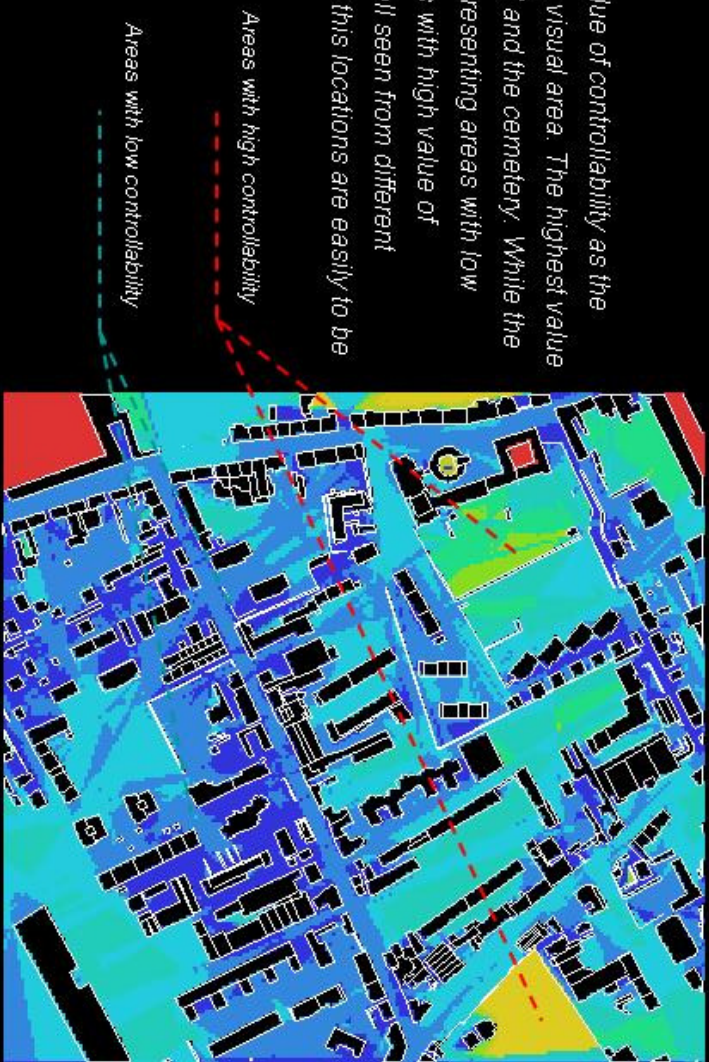 lue of controllability as the
visual area. The highest value
and the cemetery. While the
resenting areas with low
with high value of
ll seen from different
this locations are easily to be
Areas with high controllability
Areas with low controllability